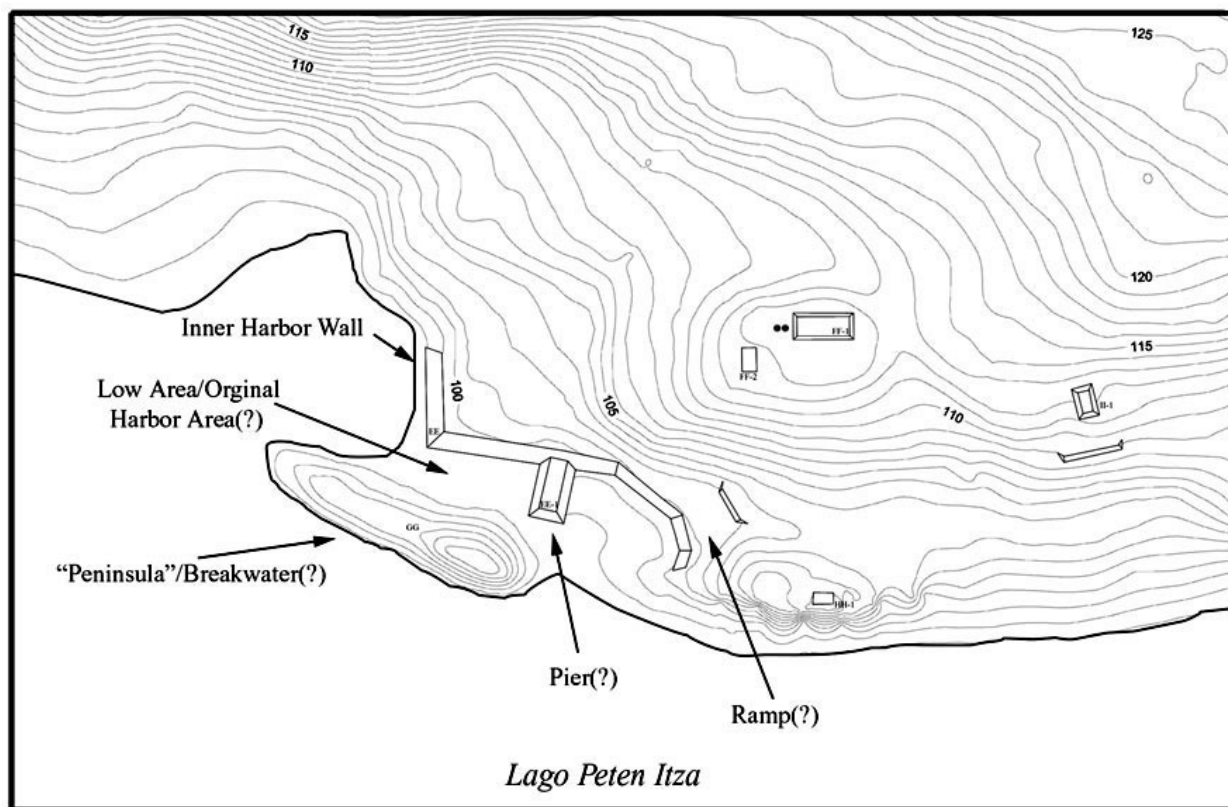 115
125
110
120
Inner Harbor Wall
FF-1
115
FF-2
Low Area/Orginal
Harbor Area(?)
100
105
110
II-1
EE
EE-1
GG
"Peninsula"/Breakwater(?)
HH-1
Pier(?)
Ramp(?)
Lago Peten Itza